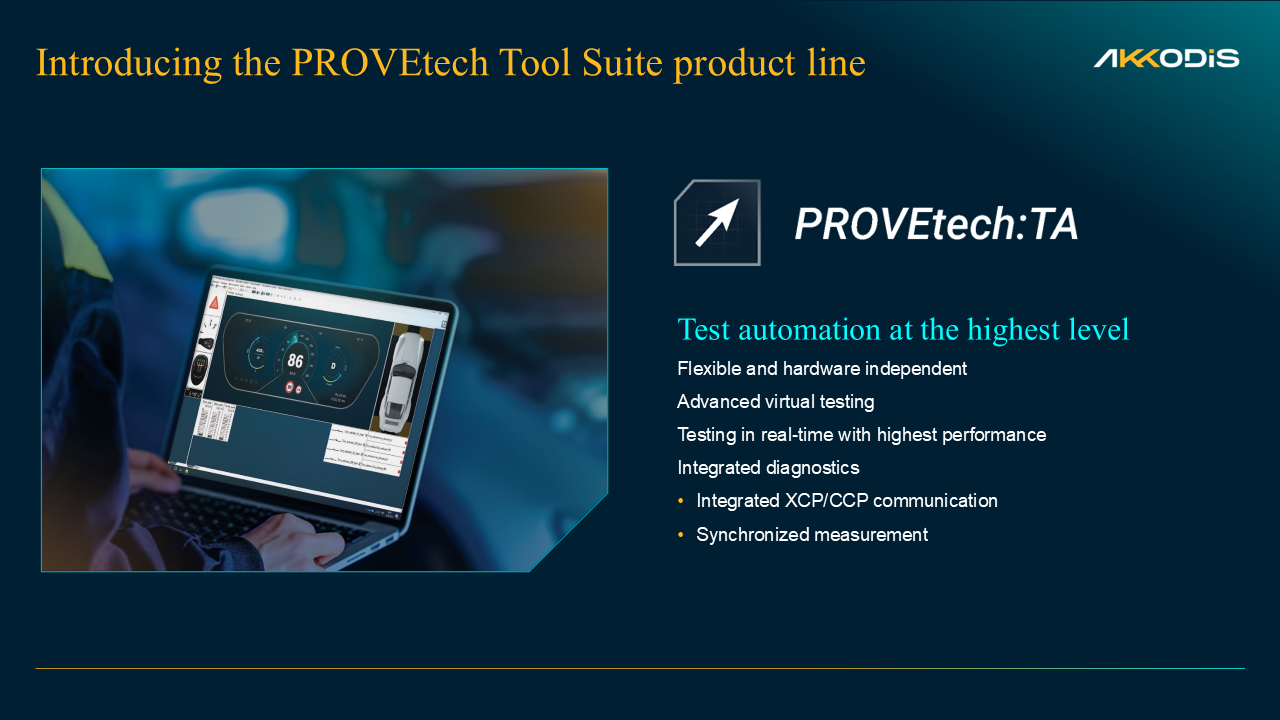 Introducing the PROVEtech Tool Suite product line
AKKODiS
PROVEtech:TA
86
D
Test automation at the highest level
Flexible and hardware independent
Advanced virtual testing
Testing in real-time with highest performance
Integrated diagnostics
• Integrated XCP/CCP communication
• Synchronized measurement